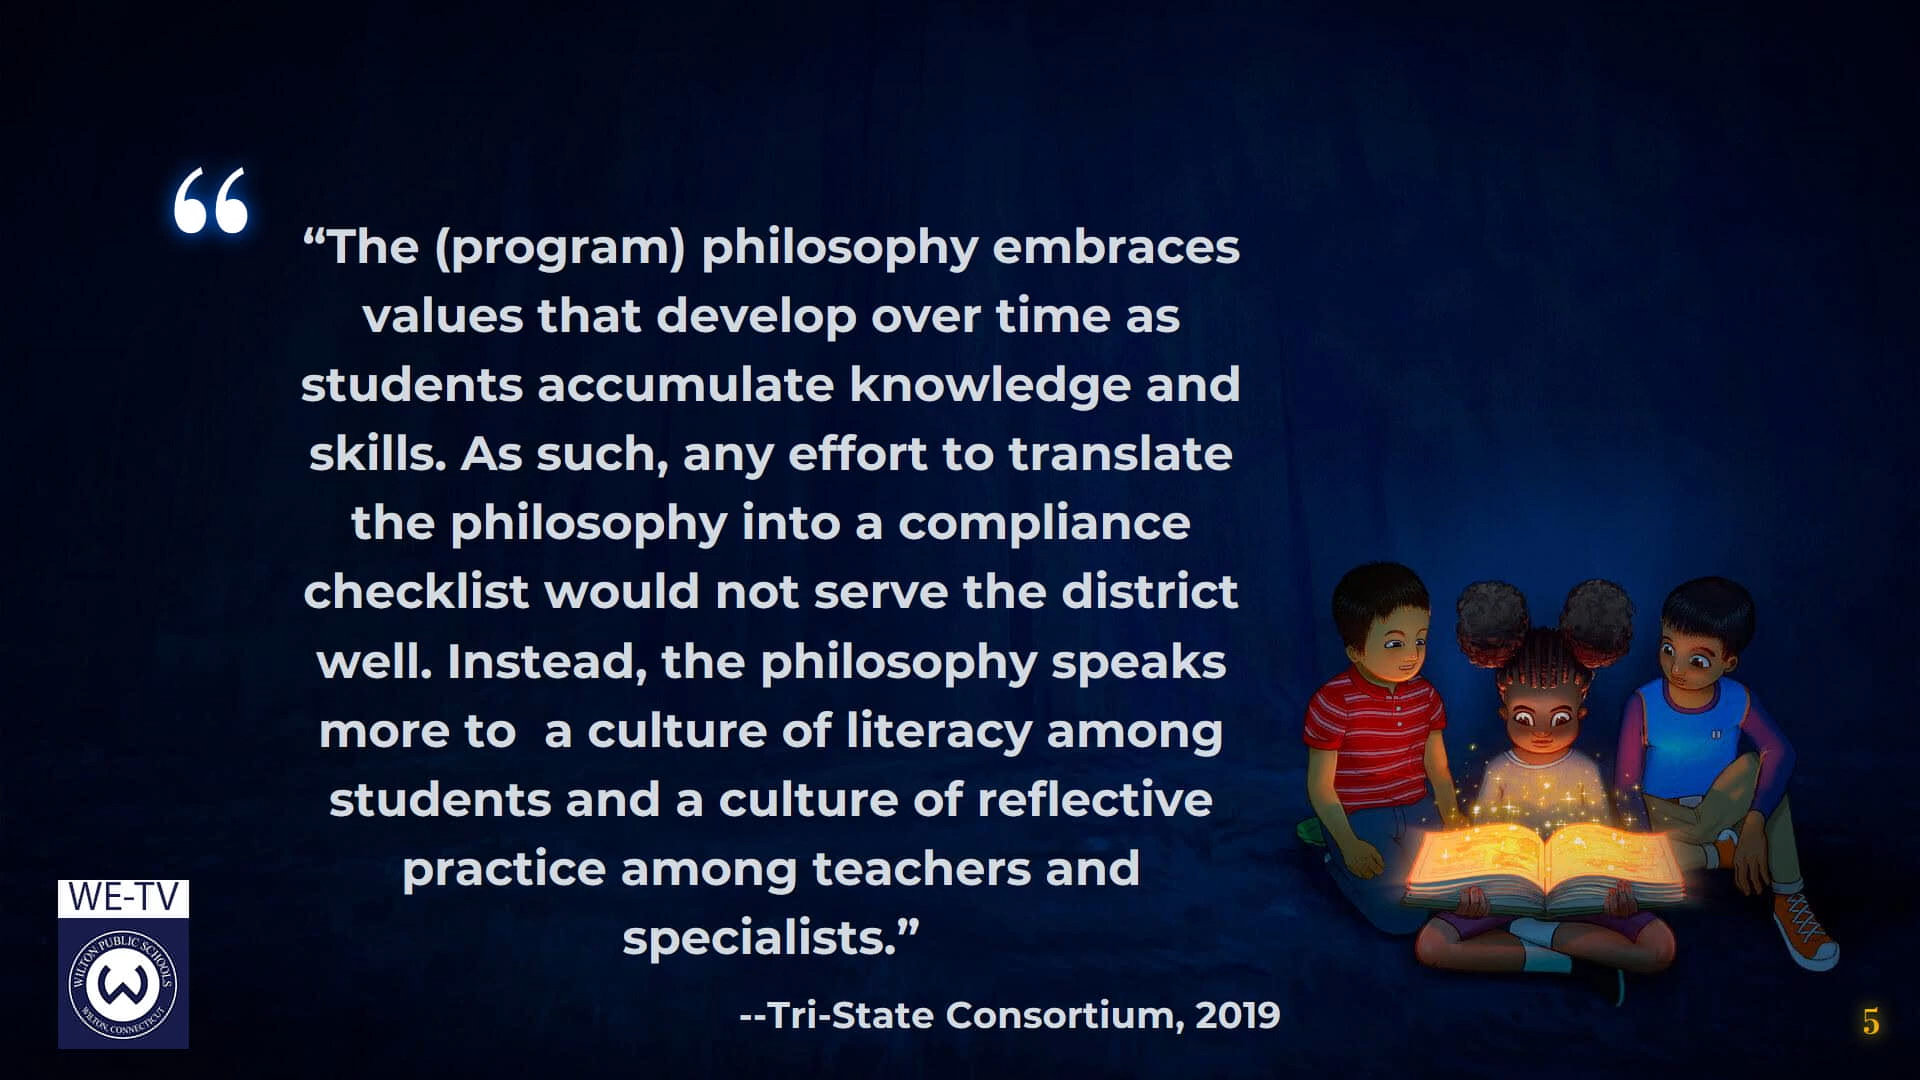 “
“The (program) philosophy embraces
values that develop over time as
students accumulate knowledge and
skills. As such, any effort to translate
the philosophy into a compliance
checklist would not serve the district
well. Instead, the philosophy speaks
more to  a culture of literacy among
students and a culture of reflective
practice among teachers and
specialists.”
--Tri-State Consortium, 2019
WE-TV
WILTON PUBLIC SCHOOLS
W
WILTON, CONNECTICUT
5